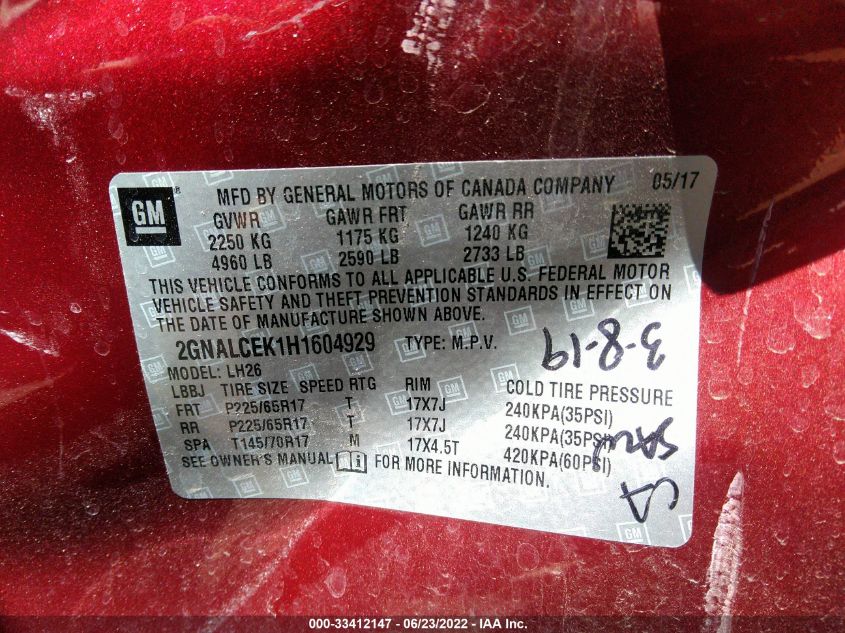 GM
MFD BY GENERAL MOTORS OF CANADA COMPANY 05/17
GVWR GAWR FRT GAWR RR
2250 KG 1175 KG 1240 KG
4960 LB 2590 LB 2733 LB
THIS VEHICLE CONFORMS TO ALL APPLICABLE U.S. FEDERAL MOTOR
VEHICLE SAFETY AND THEFT PREVENTION STANDARDS IN EFFECT ON
THE DATE OF MANUFACTURE SHOWN ABOVE.
2GNALCEK1H1604929 TYPE: M.P.V.
3-8-19
MODEL: LH26
LBBJ TIRE SIZE SPEED RTG RIM COLD TIRE PRESSURE
FRT P225/65R17 T 17X7J 240KPA(35PSI)
RR P225/65R17 T 17X7J 240KPA(35PSI)
SPA T145/70R17 M 17X4.5T 420KPA(60PSI)
SEE OWNER'S MANUAL FOR MORE INFORMATION.
000-33412147 - 06/23/2022 - IAA Inc.